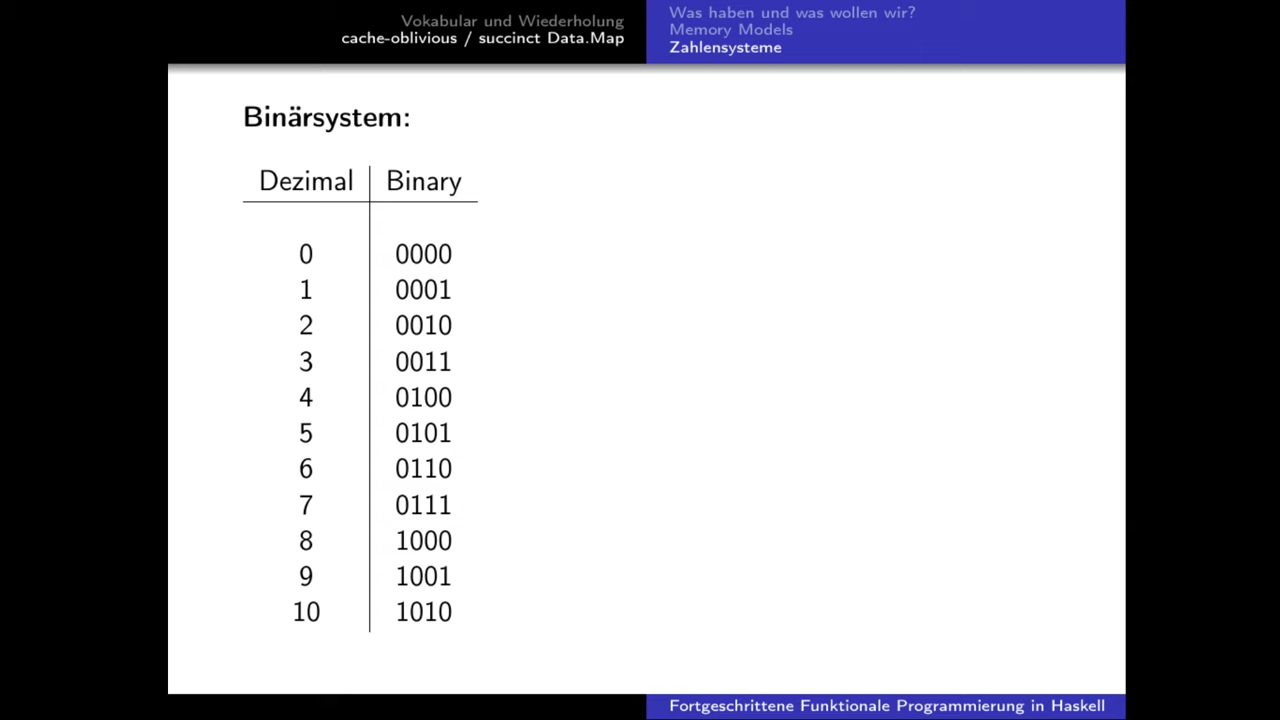 Vokabular und Wiederholung
cache-oblivious / succinct Data.Map
Was haben und was wollen wir?
Memory Models
Zahlensysteme
Binärsystem:
Dezimal Binary
0 0000
1 0001
2 0010
3 0011
4 0100
5 0101
6 0110
7 0111
8 1000
9 1001
10 1010
Fortgeschrittene Funktionale Programmierung in Haskell